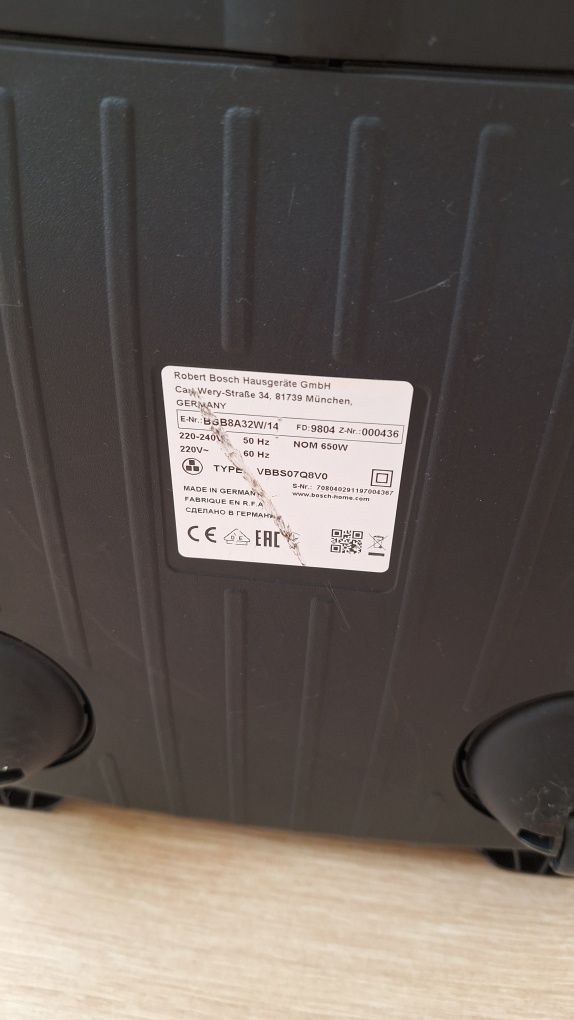 Robert Bosch Hausgeräte GmbH
Carl-Wery-Straße 34, 81739 München,
GERMANY
E-Nr.: BGB8A32W/14 FD: 9804 Z-Nr.: 000436
220-240V 50 Hz NOM 650W
220V~ 60 Hz
TYPE: VBBS07Q8V0
S-Nr.: 708040291197004367
www.bosch-home.com
MADE IN GERMANY
FABRIQUE EN R.F.A.
СДЕЛАНО В ГЕРМАНИИ
CE EAC